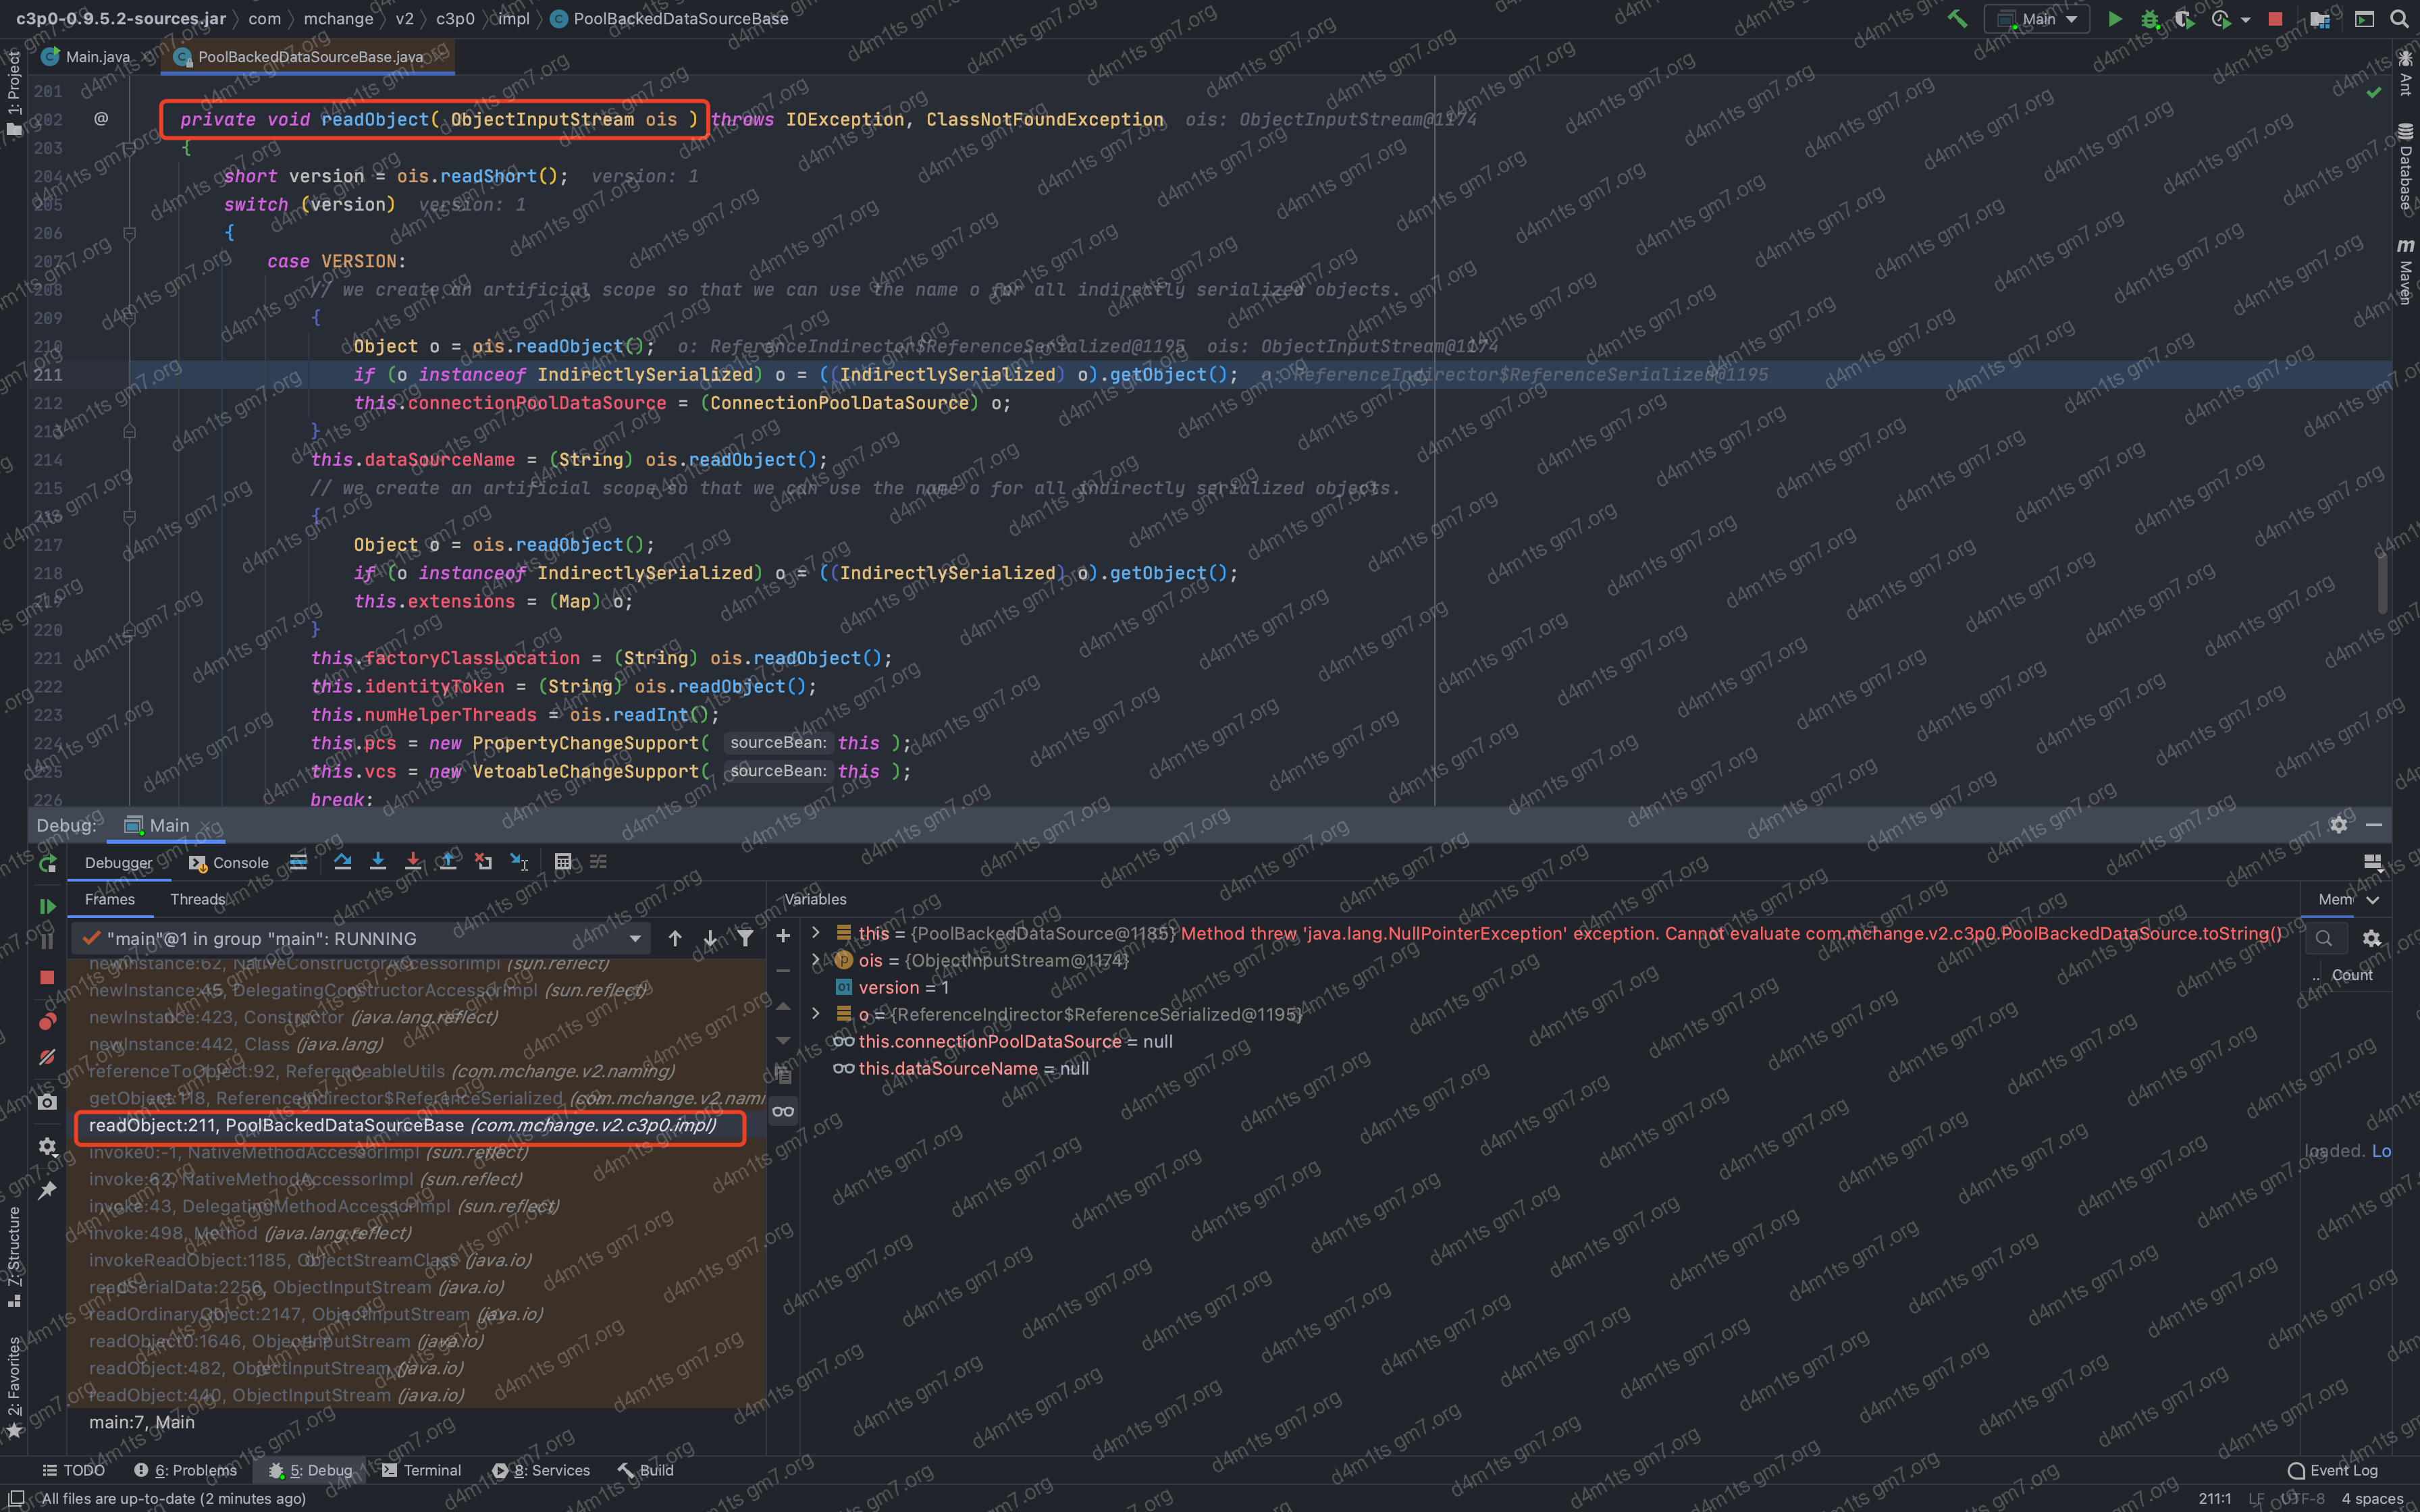 c3p0-0.9.5.2-sources.jar 〉 com 〉 mchange 〉 v2 〉 c3p0 〉 impl 〉 PoolBackedDataSourceBase
Main
Main.java
PoolBackedDataSourceBase.java
1: Project
Ant
Database
Maven
201
202 @ private void readObject( ObjectInputStream ois ) throws IOException, ClassNotFoundException ois: ObjectInputStream@1174
203 {
204 short version = ois.readShort(); version: 1
205 switch (version) version: 1
206 {
207 case VERSION:
208 // we create an artificial scope so that we can use the name o for all indirectly serialized objects.
209 {
210 Object o = ois.readObject(); o: ReferenceIndirector$ReferenceSerialized@1195 ois: ObjectInputStream@1174
211 if (o instanceof IndirectlySerialized) o = ((IndirectlySerialized) o).getObject(); o: ReferenceIndirector$ReferenceSerialized@1195
212 this.connectionPoolDataSource = (ConnectionPoolDataSource) o;
213 }
214 this.dataSourceName = (String) ois.readObject();
215 // we create an artificial scope so that we can use the name o for all indirectly serialized objects.
216 {
217 Object o = ois.readObject();
218 if (o instanceof IndirectlySerialized) o = ((IndirectlySerialized) o).getObject();
219 this.extensions = (Map) o;
220 }
221 this.factoryClassLocation = (String) ois.readObject();
222 this.identityToken = (String) ois.readObject();
223 this.numHelperThreads = ois.readInt();
224 this.pcs = new PropertyChangeSupport( sourceBean: this );
225 this.vcs = new VetoableChangeSupport( sourceBean: this );
226 break;
Debug: Main
Debugger Console
Frames Threads
"main"@1 in group "main": RUNNING
newInstance:62, NativeConstructorAccessorImpl (sun.reflect)
newInstance:45, DelegatingConstructorAccessorImpl (sun.reflect)
newInstance:423, Constructor (java.lang.reflect)
newInstance:442, Class (java.lang)
referenceToObject:92, ReferenceableUtils (com.mchange.v2.naming)
getObject:118, ReferenceIndirector$ReferenceSerialized (com.mchange.v2.nami
readObject:211, PoolBackedDataSourceBase (com.mchange.v2.c3p0.impl)
invoke0:-1, NativeMethodAccessorImpl (sun.reflect)
invoke:62, NativeMethodAccessorImpl (sun.reflect)
invoke:43, DelegatingMethodAccessorImpl (sun.reflect)
invoke:498, Method (java.lang.reflect)
invokeReadObject:1185, ObjectStreamClass (java.io)
readSerialData:2256, ObjectInputStream (java.io)
readOrdinaryObject:2147, ObjectInputStream (java.io)
readObject0:1646, ObjectInputStream (java.io)
readObject:482, ObjectInputStream (java.io)
readObject:440, ObjectInputStream (java.io)
main:7, Main
Variables
this = {PoolBackedDataSource@1185} Method threw 'java.lang.NullPointerException' exception. Cannot evaluate com.mchange.v2.c3p0.PoolBackedDataSource.toString()
ois = {ObjectInputStream@1174}
version = 1
o = {ReferenceIndirector$ReferenceSerialized@1195}
this.connectionPoolDataSource = null
this.dataSourceName = null
Mem
.. Count
loaded. Lo
7: Structure
2: Favorites
TODO 6: Problems 5: Debug Terminal 8: Services Build
Event Log
All files are up-to-date (2 minutes ago)
211:1 LF UTF-8 4 spaces
d4m1ts gm7.org